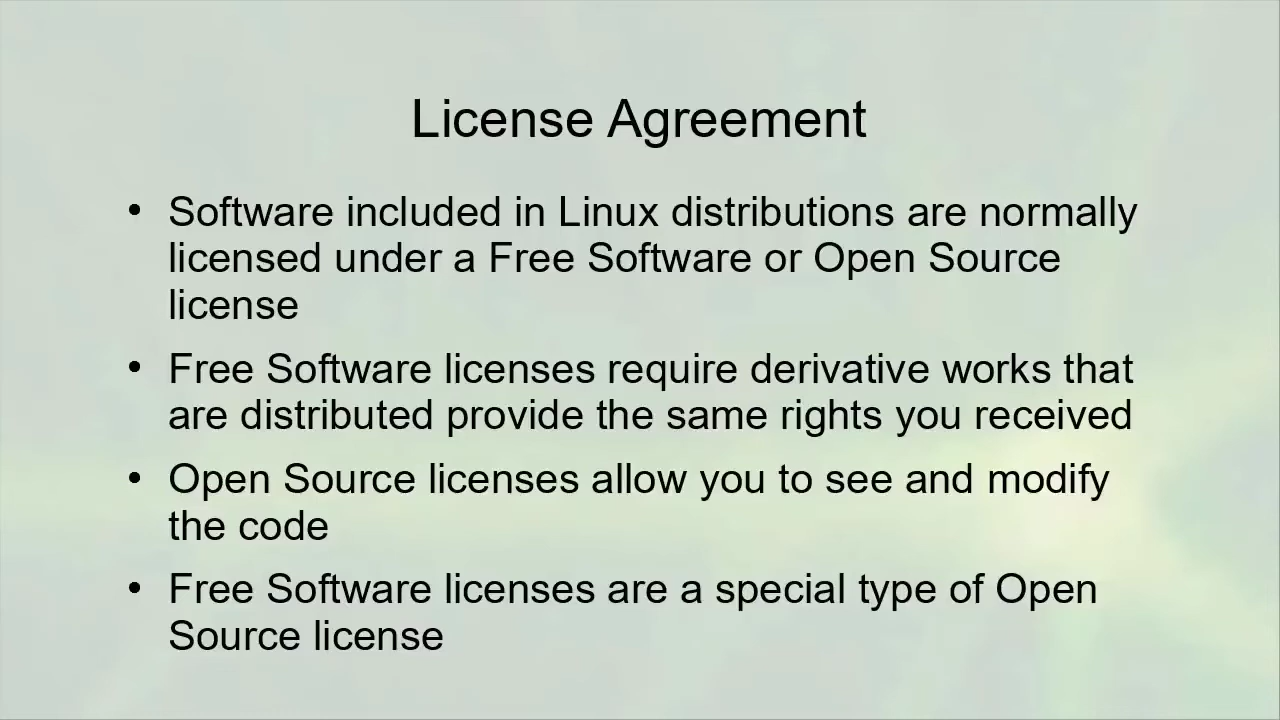 License Agreement
• Software included in Linux distributions are normally
licensed under a Free Software or Open Source
license
• Free Software licenses require derivative works that
are distributed provide the same rights you received
• Open Source licenses allow you to see and modify
the code
• Free Software licenses are a special type of Open
Source license